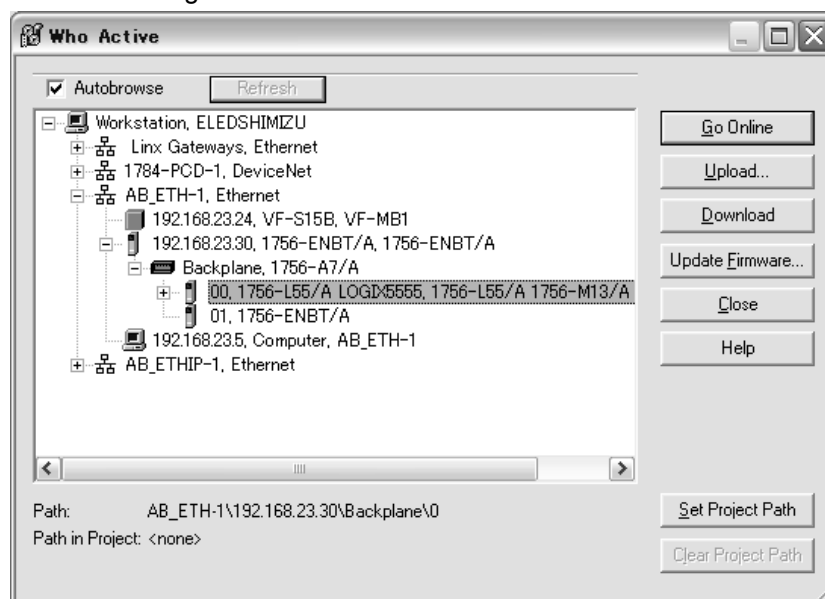 Who Active
Autobrowse
Refresh
Workstation, ELEDSHIMIZU
Linx Gateways, Ethernet
1784-PCD-1, DeviceNet
AB_ETH-1, Ethernet
192.168.23.24, VF-S15B, VF-MB1
192.168.23.30, 1756-ENBT/A, 1756-ENBT/A
Backplane, 1756-A7/A
00, 1756-L55/A LOGIX5555, 1756-L55/A 1756-M13/A
01, 1756-ENBT/A
192.168.23.5, Computer, AB_ETH-1
AB_ETHIP-1, Ethernet
Go Online
Upload...
Download
Update Firmware...
Close
Help
Path: AB_ETH-1\192.168.23.30\Backplane\0
Path in Project: <none>
Set Project Path
Clear Project Path